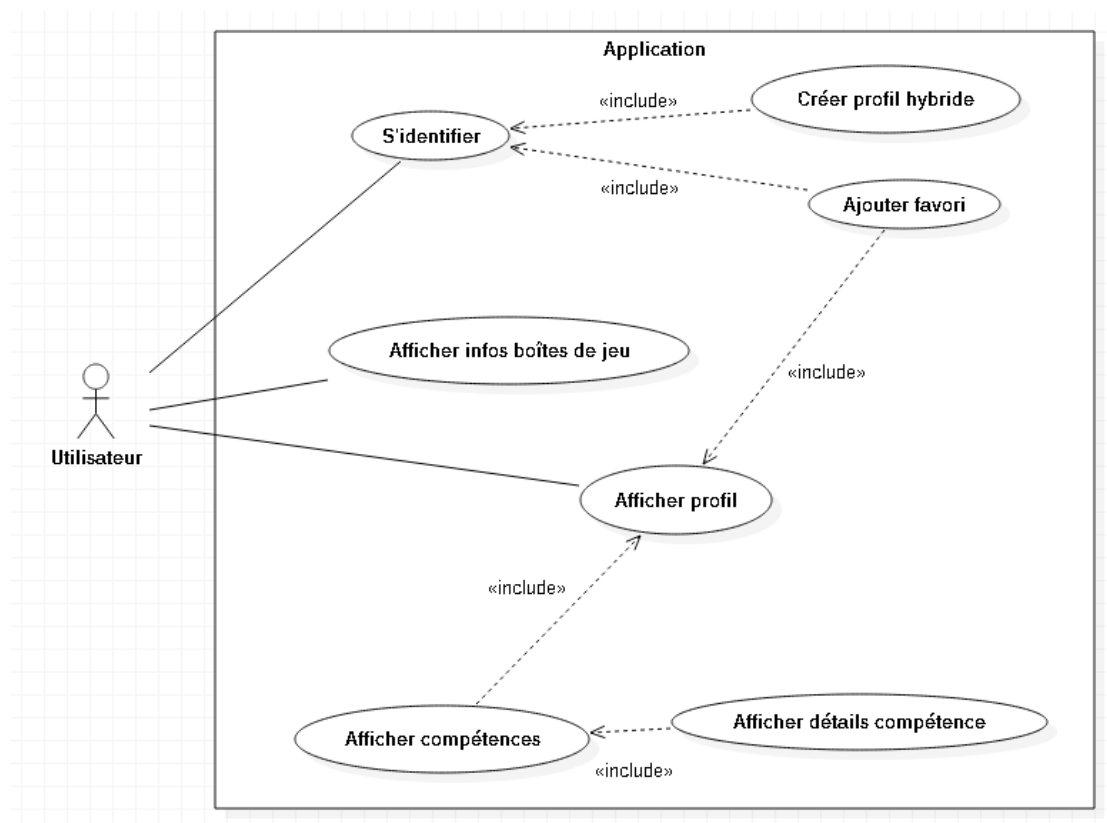 Application
«include»
Créer profil hybride
S'identifier
«include»
Ajouter favori
Afficher infos boîtes de jeu
«include»
Utilisateur
Afficher profil
«include»
Afficher compétences
Afficher détails compétence
«include»